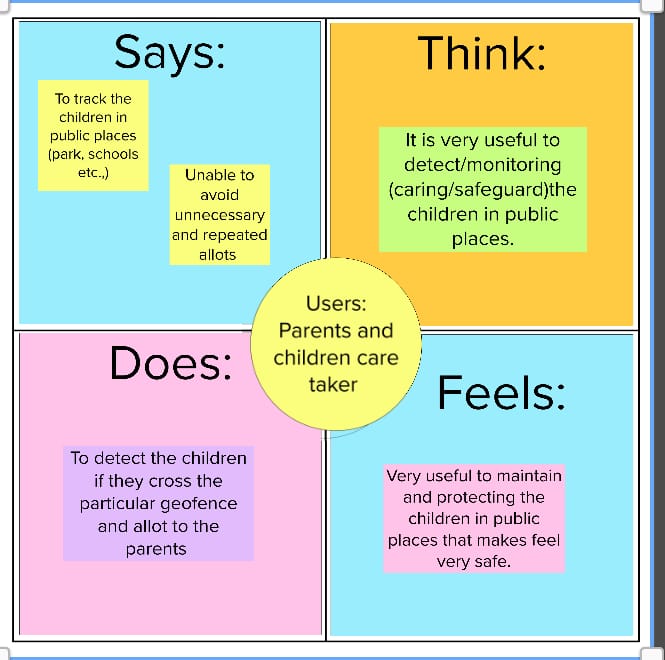 Says:
To track the
children in
public places
(park, schools
etc.,)
Unable to
avoid
unnecessary
and repeated
allots
Think:
It is very useful to
detect/monitoring
(caring/safeguard)the
children in public
places.
Users:
Parents and
children care
taker
Does:
To detect the children
if they cross the
particular geofence
and allot to the
parents
Feels:
Very useful to maintain
and protecting the
children in public
places that makes feel
very safe.